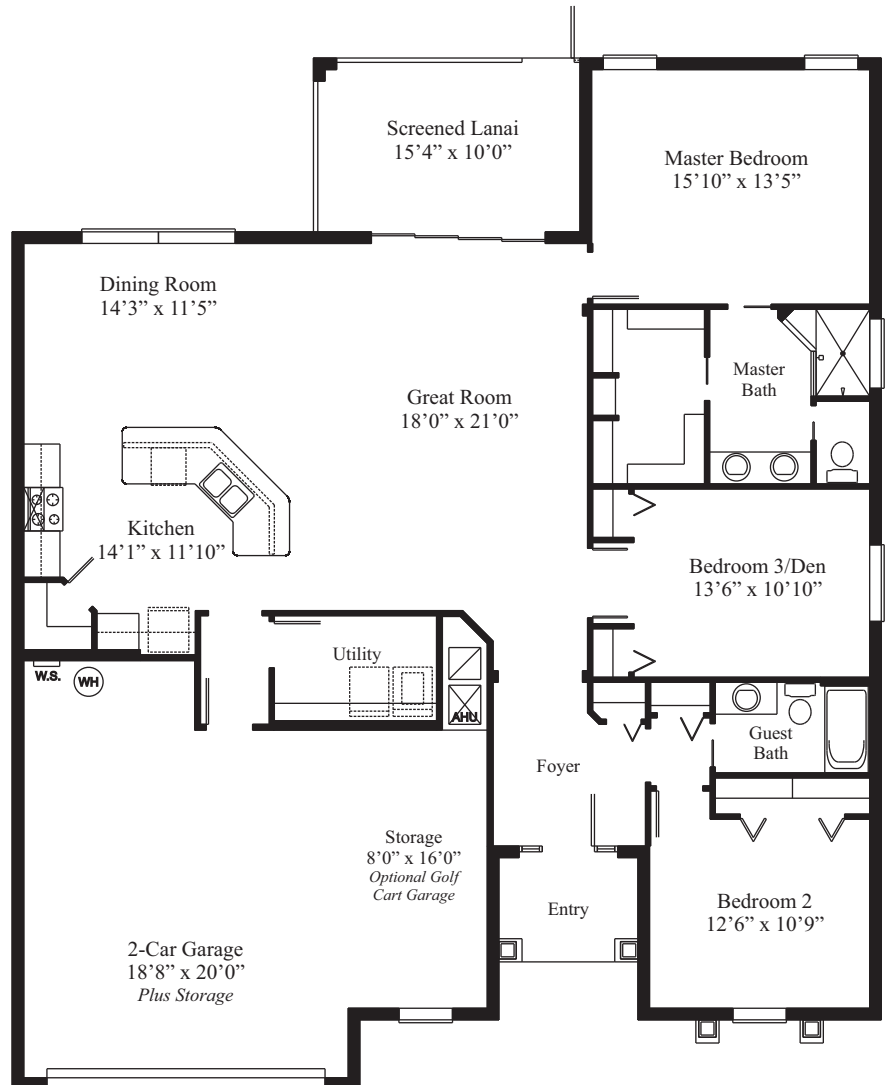 Screened Lanai
15’4” x 10’0”
Master Bedroom
15’10” x 13’5”
Dining Room
14’3” x 11’5”
Great Room
18’0” x 21’0”
Master
Bath
Kitchen
14’1” x 11’10”
Bedroom 3/Den
13’6” x 10’10”
Utility
W.S.
WH
AHU
Guest
Bath
Foyer
Storage
8’0” x 16’0”
Optional Golf
Cart Garage
Entry
Bedroom 2
12’6” x 10’9”
2-Car Garage
18’8” x 20’0”
Plus Storage